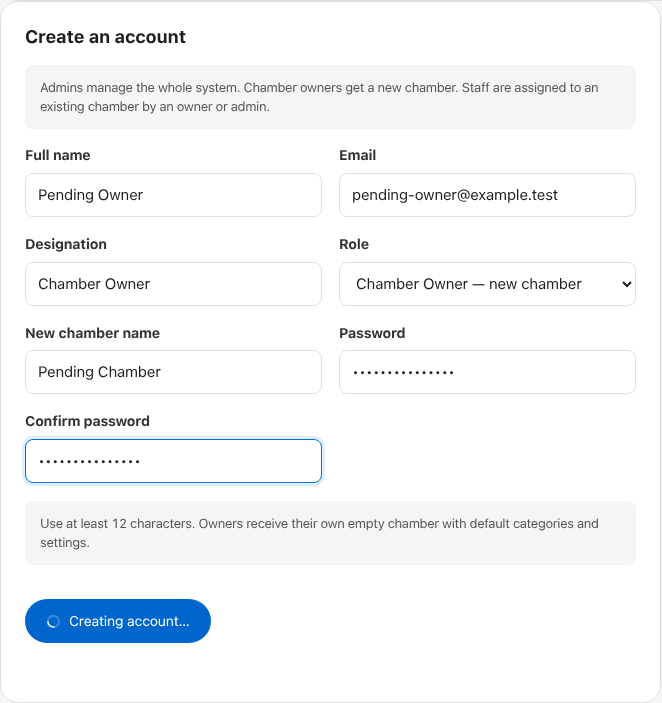 Create an account
Admins manage the whole system. Chamber owners get a new chamber. Staff are assigned to an
existing chamber by an owner or admin.
Full name
Email
Pending Owner
pending-owner@example.test
Designation
Role
Chamber Owner
Chamber Owner — new chamber
New chamber name
Password
Pending Chamber
•••••••••••••••
Confirm password
•••••••••••••••
Use at least 12 characters. Owners receive their own empty chamber with default categories and
settings.
Creating account...